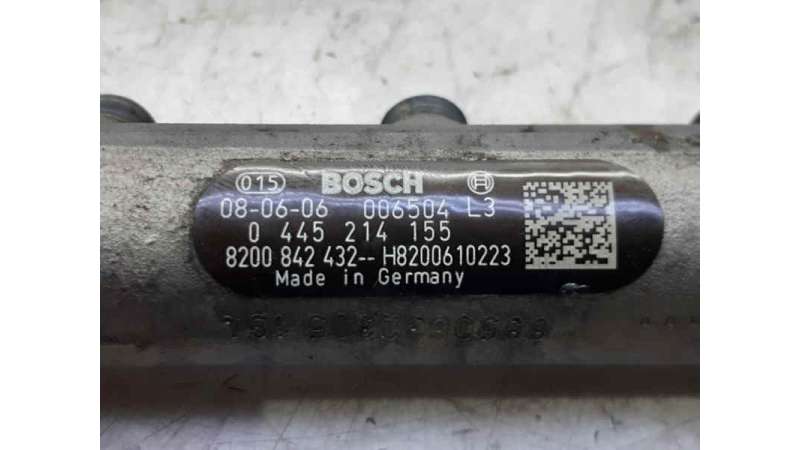 015 BOSCH
08-06-06 006504 L3
0 445 214 155
8200 842 432--H8200610223
Made in Germany